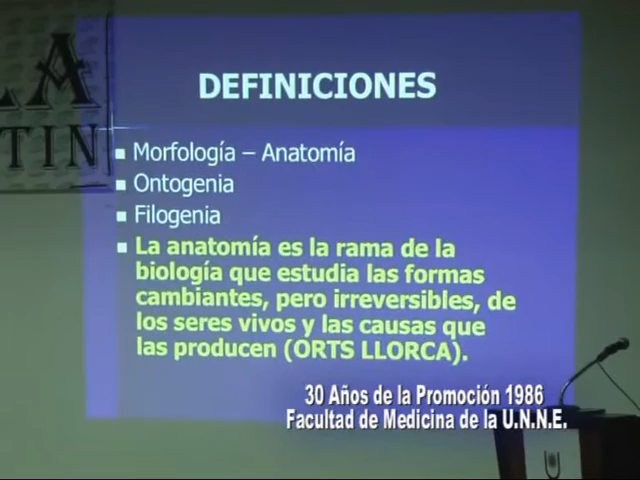 LA
TIN
DEFINICIONES
Morfología – Anatomía
Ontogenia
Filogenia
La anatomía es la rama de la
biología que estudia las formas
cambiantes, pero irreversibles, de
los seres vivos y las causas que
las producen (ORTS LLORCA).
30 Años de la Promoción 1986
Facultad de Medicina de la U.N.N.E.